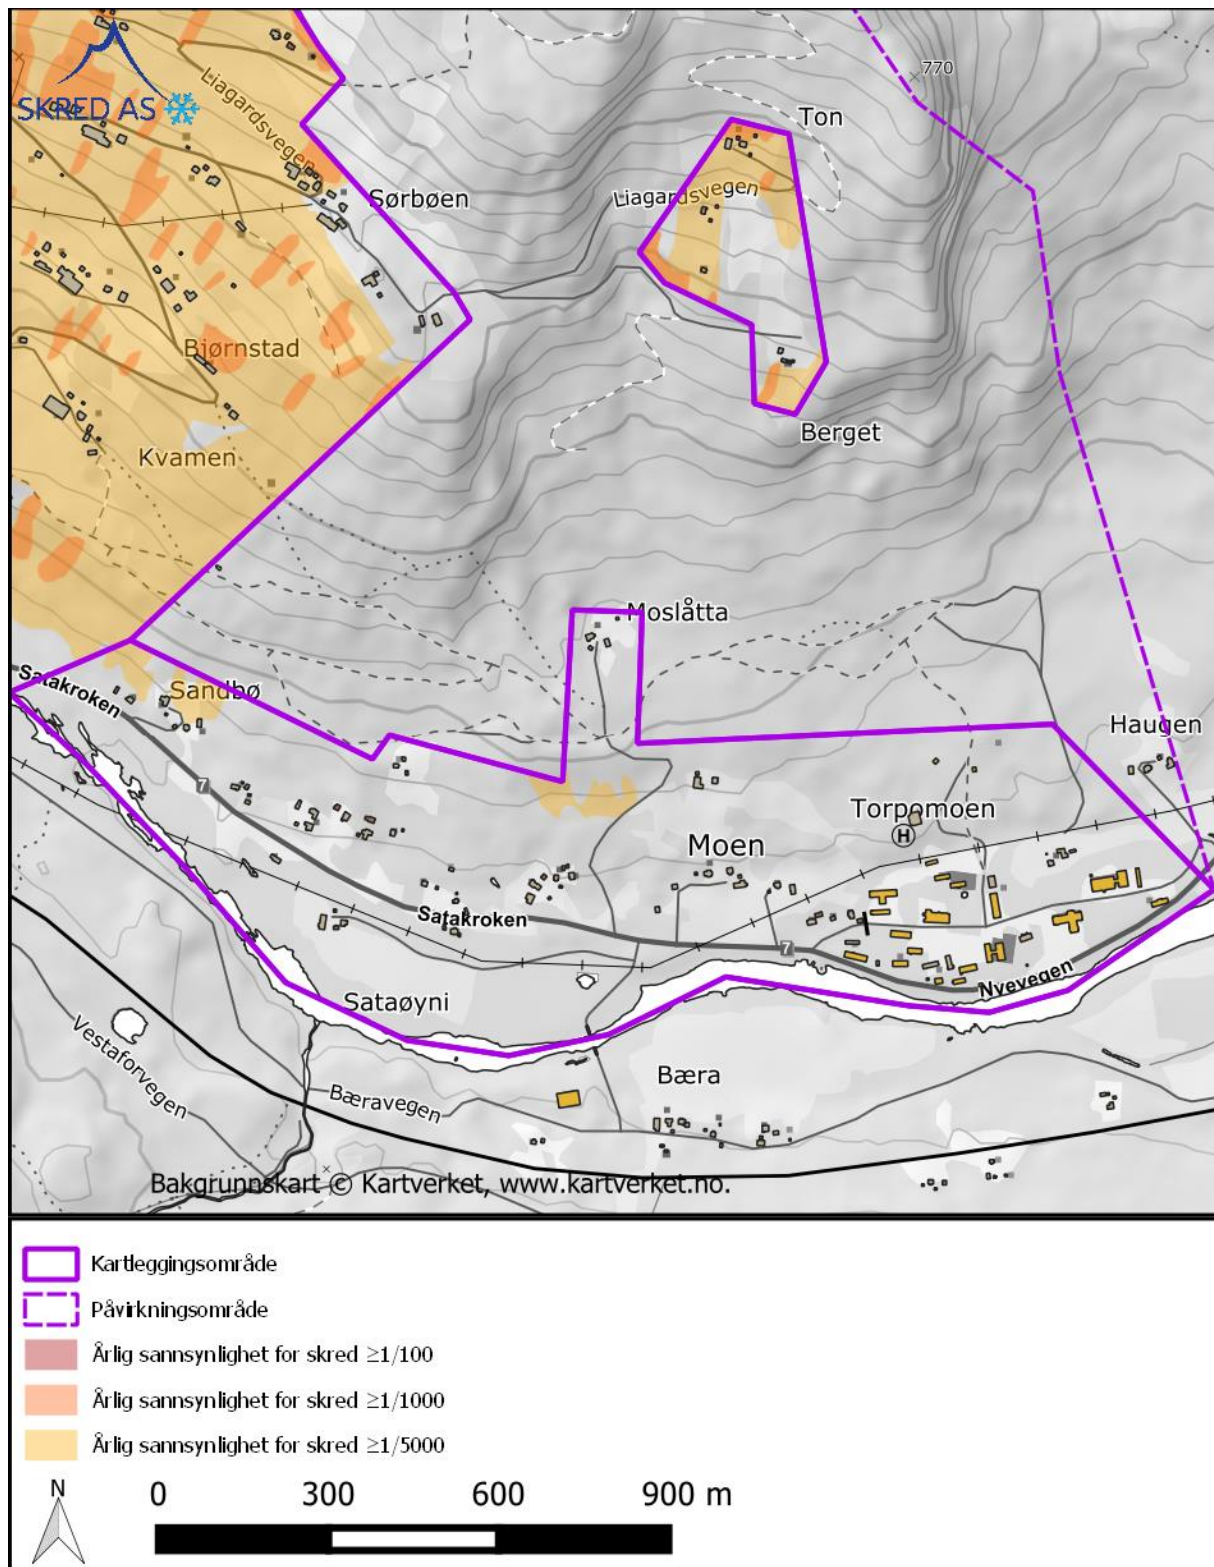 SKRED AS
770
Liagardsvegen
Ton
Sørbøen
Liagardsvegen
Bjørnstad
Berget
Kvamen
Moslåtta
Satakroken
Sandbø
7
Haugen
Torpomoen
H
Moen
Satakroken
7
Nyevegen
Sataøyni
Vestaforvegen
Bæravegen
Bæra
Bakgrunnskart © Kartverket, www.kartverket.no.
Kartleggingsområde
Påvirkningsområde
Årlig sannsynlighet for skred ≥1/100
Årlig sannsynlighet for skred ≥1/1000
Årlig sannsynlighet for skred ≥1/5000
N
0 300 600 900 m